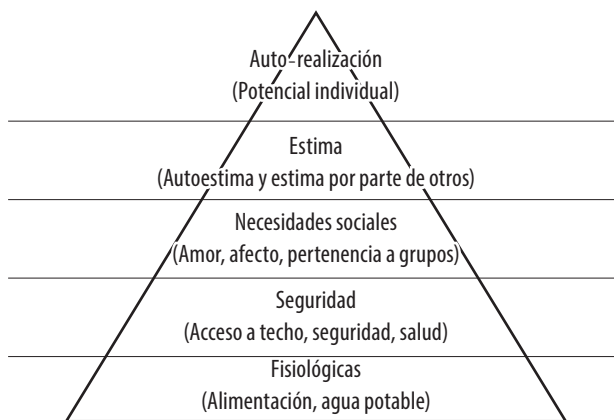 Auto-realización
(Potencial individual)
Estima
(Autoestima y estima por parte de otros)
Necesidades sociales
(Amor, afecto, pertenencia a grupos)
Seguridad
(Acceso a techo, seguridad, salud)
Fisiológicas
(Alimentación, agua potable)